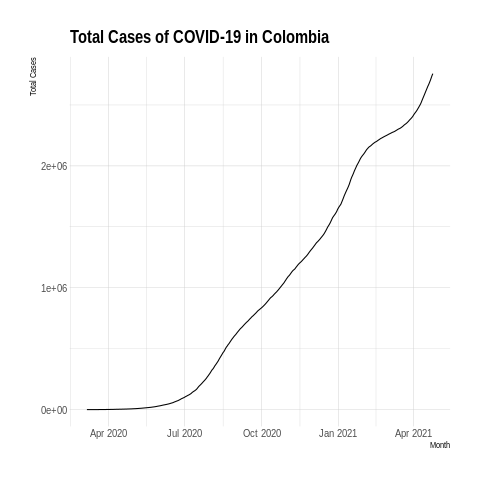 Total Cases of COVID-19 in Colombia
Total Cases
2e+06
1e+06
0e+00
Apr 2020 Jul 2020 Oct 2020 Jan 2021 Apr 2021
Month